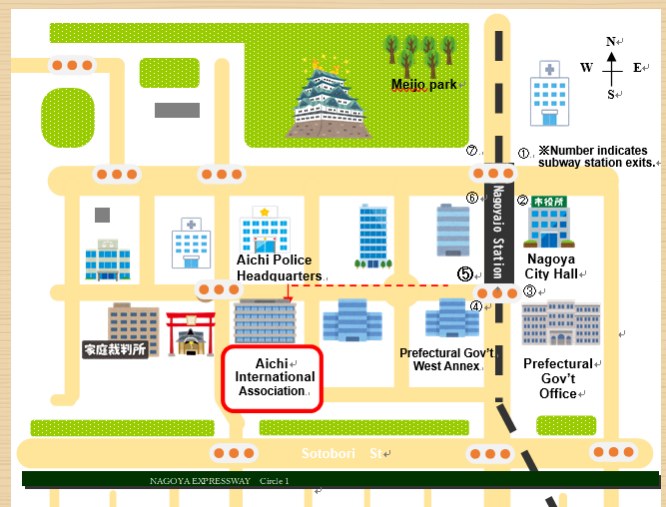 N
W E
S
Meijo park
⑦
①
※Number indicates
subway station exits.
⑥
②
市役所
Nagoyajo Station
Nagoya
City Hall
Aichi Police
Headquarters
⑤
③
④
家庭裁判所
Aichi
International
Association
Prefectural Gov't
West Annex
Prefectural
Gov't
Office
Sotobori St
NAGOYA EXPRESSWAY Circle 1